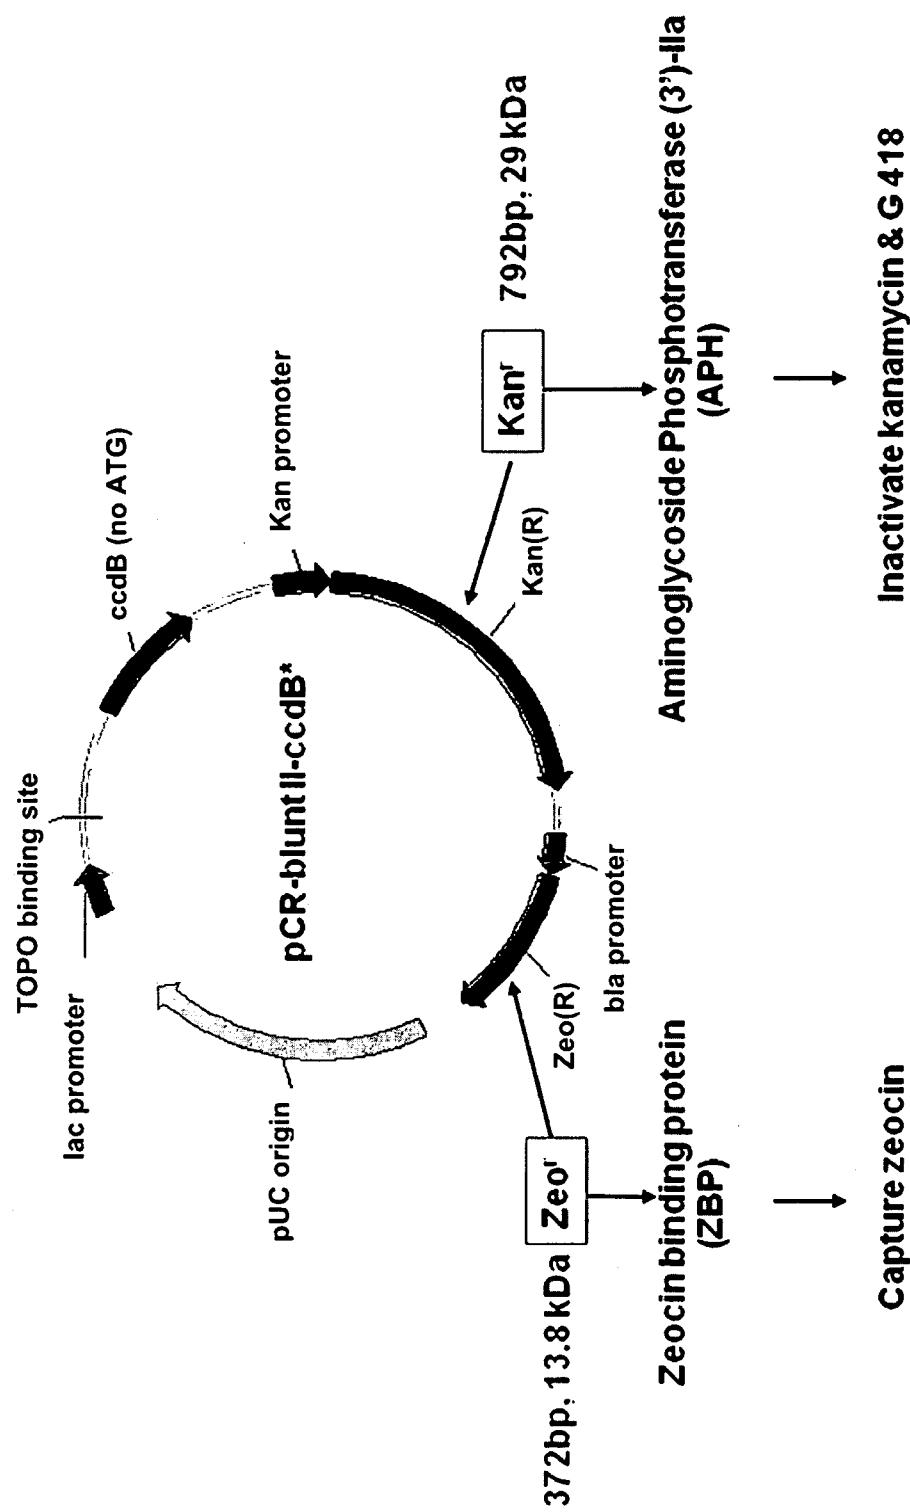 TOPO binding site
lac promoter
ccdB (no ATG)
pUC origin
pCR-blunt II-ccdB*
Kan promoter
Zeo(R)
bla promoter
Kan(R)
372bp, 13.8 kDa
Zeoʳ
Kanʳ
792bp, 29 kDa
Zeocin binding protein
(ZBP)
Aminoglycoside Phosphotransferase (3')-IIa
(APH)
Capture zeocin
Inactivate kanamycin & G 418